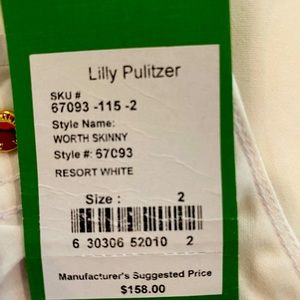 Lilly Pulitzer
SKU #
67093 -115 -2
Style Name:
WORTH SKINNY
Style #: 67093
RESORT WHITE
Size : 2
6 30306 52010 2
Manufacturer's Suggested Price
$158.00